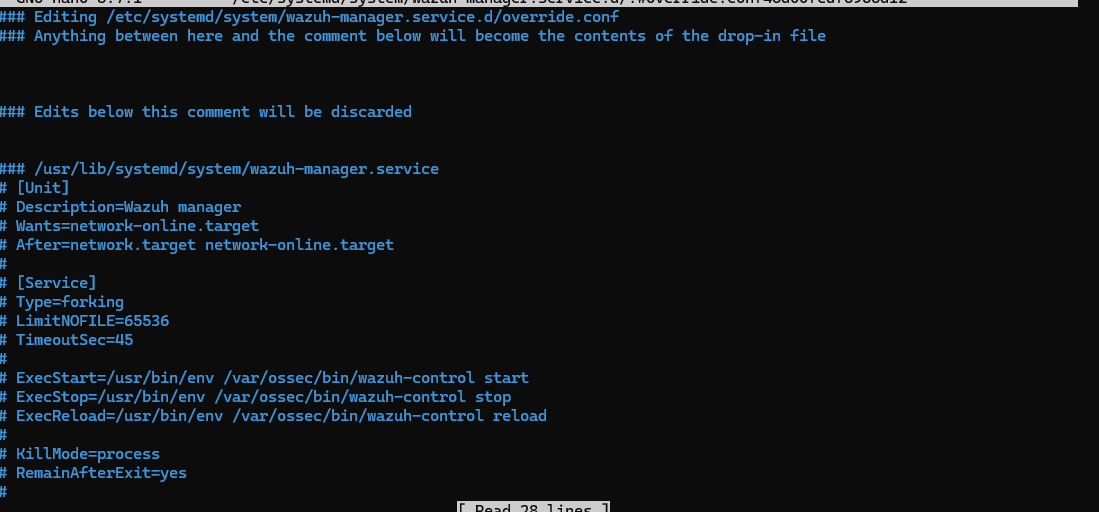 ### Editing /etc/systemd/system/wazuh-manager.service.d/override.conf
### Anything between here and the comment below will become the contents of the drop-in file
### Edits below this comment will be discarded
### /usr/lib/systemd/system/wazuh-manager.service
# [Unit]
# Description=Wazuh manager
# Wants=network-online.target
# After=network.target network-online.target
#
# [Service]
# Type=forking
# LimitNOFILE=65536
# TimeoutSec=45
#
# ExecStart=/usr/bin/env /var/ossec/bin/wazuh-control start
# ExecStop=/usr/bin/env /var/ossec/bin/wazuh-control stop
# ExecReload=/usr/bin/env /var/ossec/bin/wazuh-control reload
#
# KillMode=process
# RemainAfterExit=yes
#
[ Read 28 lines ]